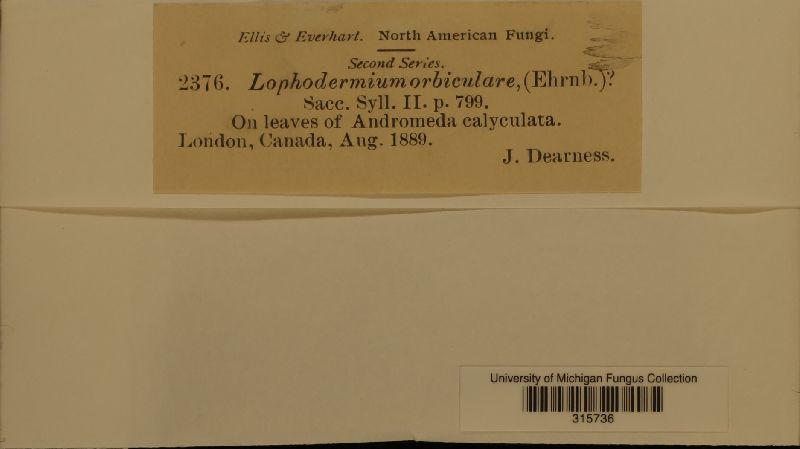 Ellis & Everhart. North American Fungi.
Second Series.
2376. Lophodermium orbiculare, (Ehrnb.)?
Sacc. Syll. II. p. 799.
On leaves of Andromeda calyculata.
London, Canada, Aug. 1889.
J. Dearness.
University of Michigan Fungus Collection
315736